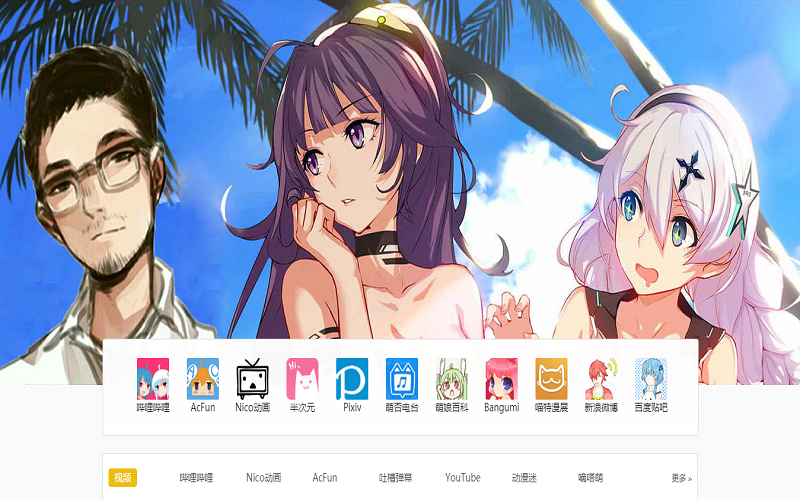 哔哩哔哩 AcFun Nico动画 半次元 Pixiv 萌否电台 萌娘百科 Bangumi 喵特漫展 新浪微博 百度贴吧
视频 哔哩哔哩 Nico动画 AcFun 吐槽弹幕 YouTube 动漫迷 嘀嗒萌 更多 »